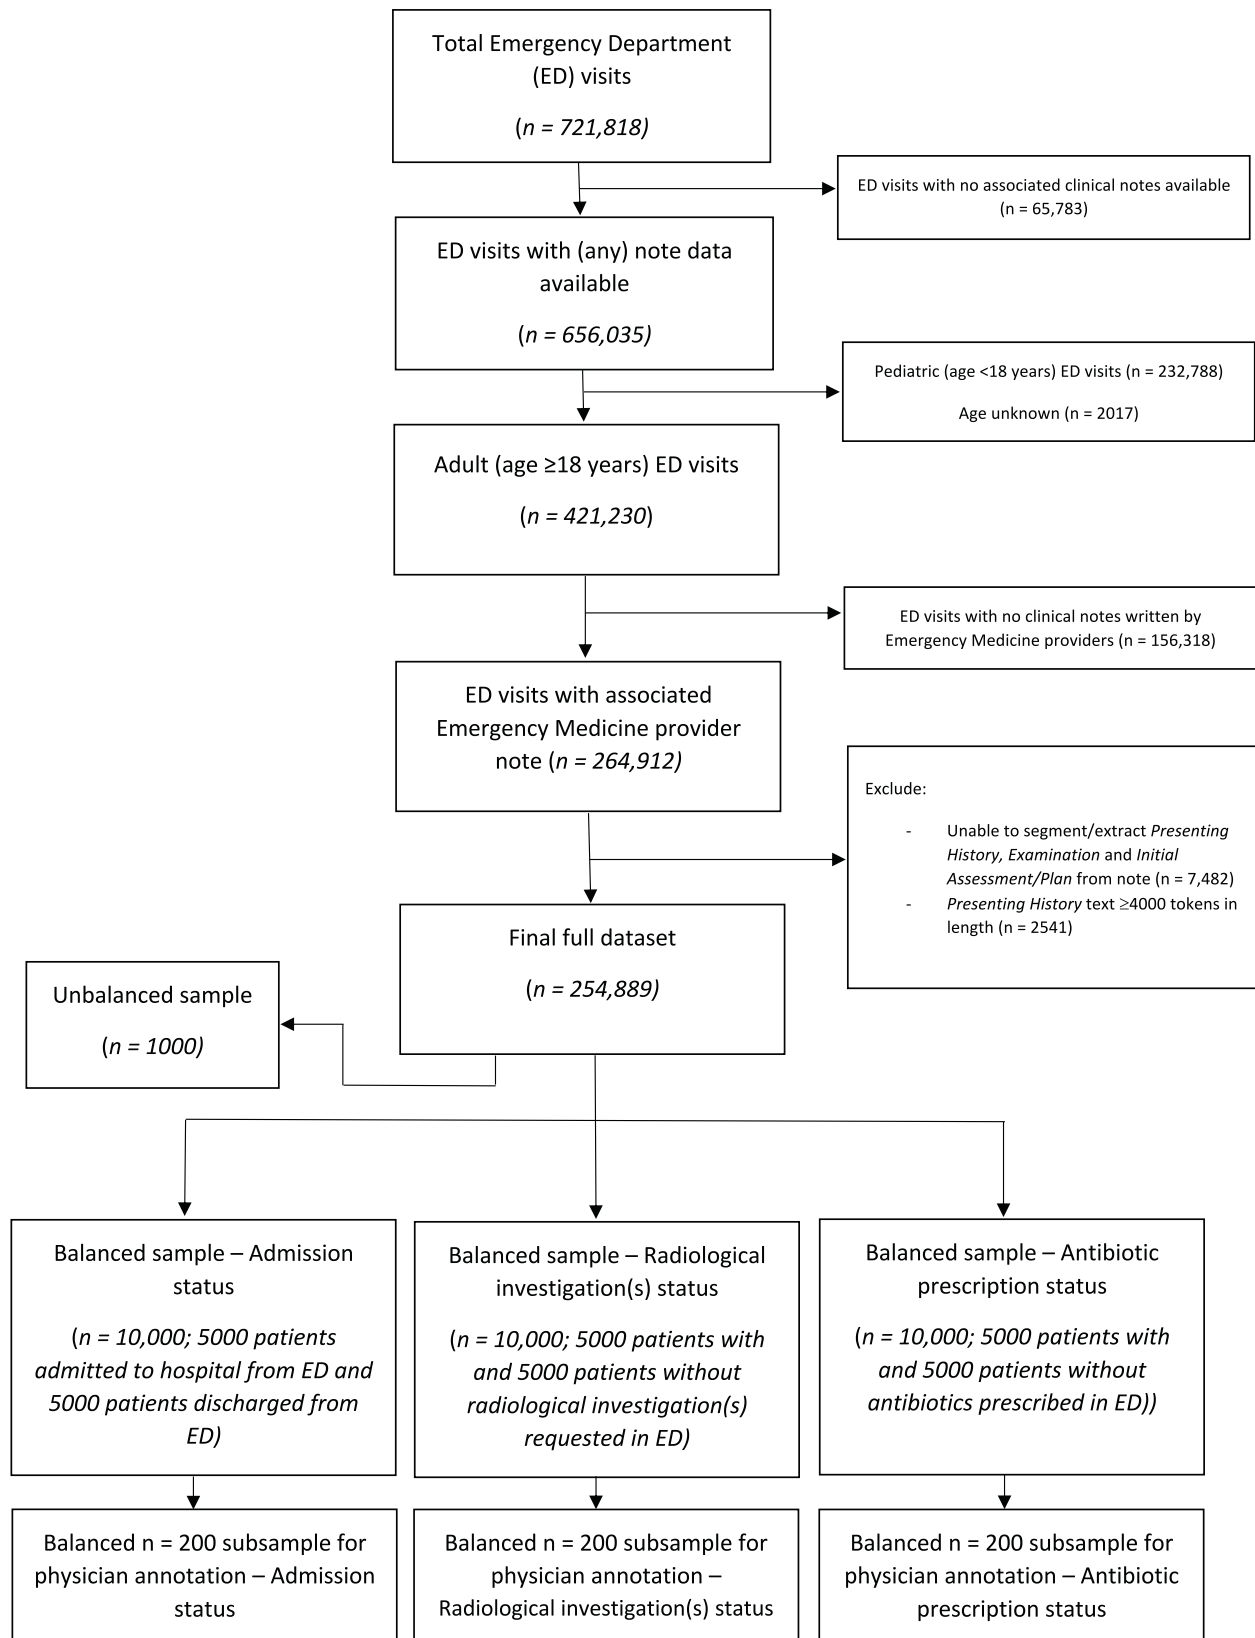 Total Emergency Department
(ED) visits
(n = 721,818)
ED visits with no associated clinical notes available
(n = 65,783)
ED visits with (any) note data
available
(n = 656,035)
Pediatric (age <18 years) ED visits (n = 232,788)
Age unknown (n = 2017)
Adult (age ≥18 years) ED visits
(n = 421,230)
ED visits with no clinical notes written by
Emergency Medicine providers (n = 156,318)
ED visits with associated
Emergency Medicine provider
note (n = 264,912)
Exclude:
- Unable to segment/extract Presenting
History, Examination and Initial
Assessment/Plan from note (n = 7,482)
- Presenting History text ≥4000 tokens in
length (n = 2541)
Final full dataset
(n = 254,889)
Unbalanced sample
(n = 1000)
Balanced sample – Admission
status
(n = 10,000; 5000 patients
admitted to hospital from ED and
5000 patients discharged from
ED)
Balanced sample – Radiological
investigation(s) status
(n = 10,000; 5000 patients with
and 5000 patients without
radiological investigation(s)
requested in ED)
Balanced sample – Antibiotic
prescription status
(n = 10,000; 5000 patients with
and 5000 patients without
antibiotics prescribed in ED))
Balanced n = 200 subsample for
physician annotation – Admission
status
Balanced n = 200 subsample for
physician annotation –
Radiological investigation(s) status
Balanced n = 200 subsample for
physician annotation – Antibiotic
prescription status